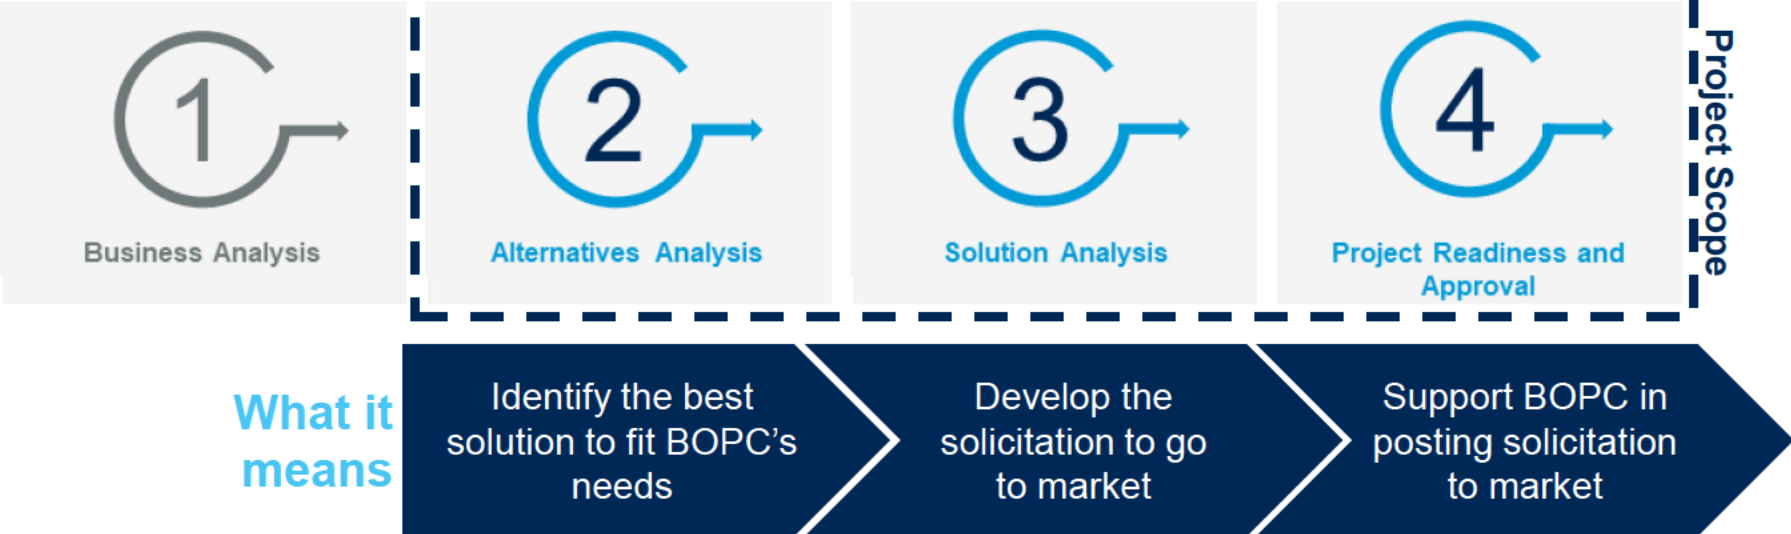 1
Business Analysis
2
Alternatives Analysis
3
Solution Analysis
4
Project Readiness and
Approval
Project Scope
What it
means
Identify the best
solution to fit BOPC’s
needs
Develop the
solicitation to go
to market
Support BOPC in
posting solicitation
to market